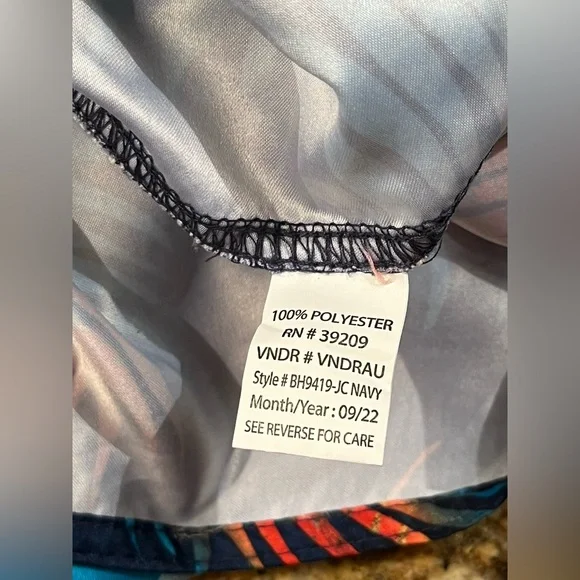 100% POLYESTER
RN # 39209
VNDR # VNDRAU
Style # BH9419-JC NAVY
Month/Year : 09/22
SEE REVERSE FOR CARE